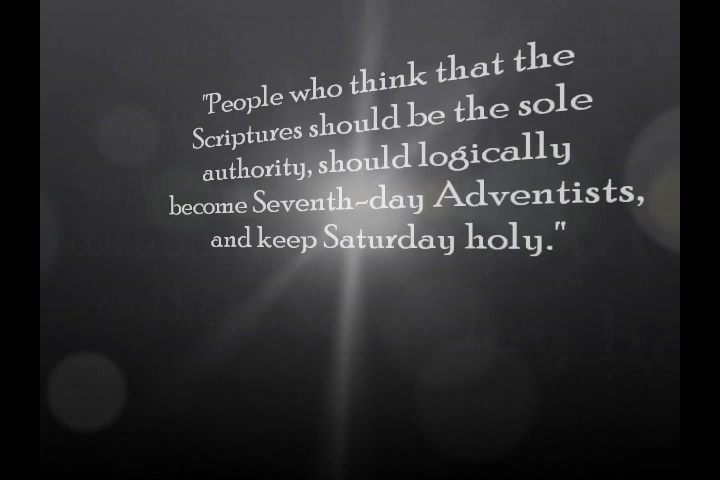 "People who think that the
Scriptures should be the sole
authority, should logically
become Seventh-day Adventists,
and keep Saturday holy."